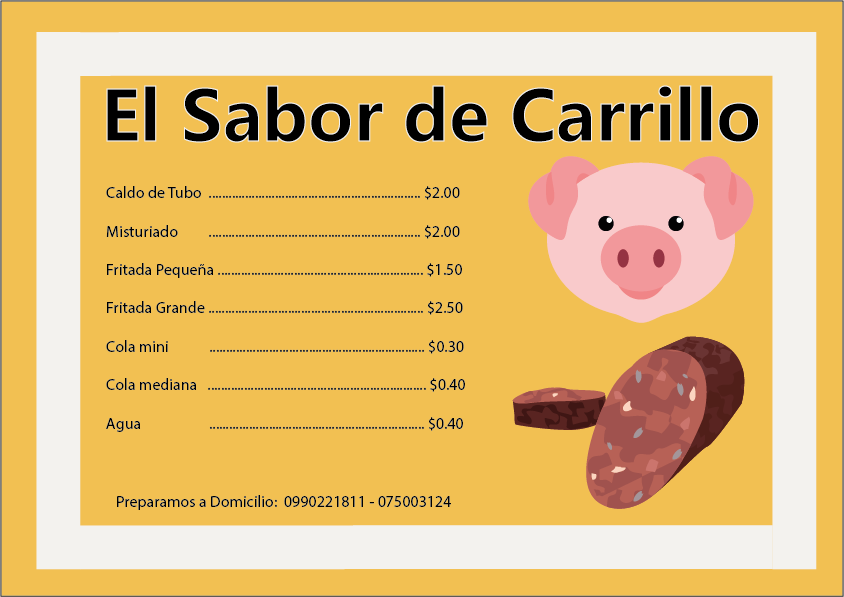 El Sabor de Carrillo
Caldo de Tubo ................................................................ $2.00
Misturiado ................................................................ $2.00
Fritada Pequeña .............................................................. $1.50
Fritada Grande ................................................................. $2.50
Cola mini ................................................................. $0.30
Cola mediana .................................................................. $0.40
Agua ................................................................. $0.40
Preparamos a Domicilio: 0990221811 - 075003124